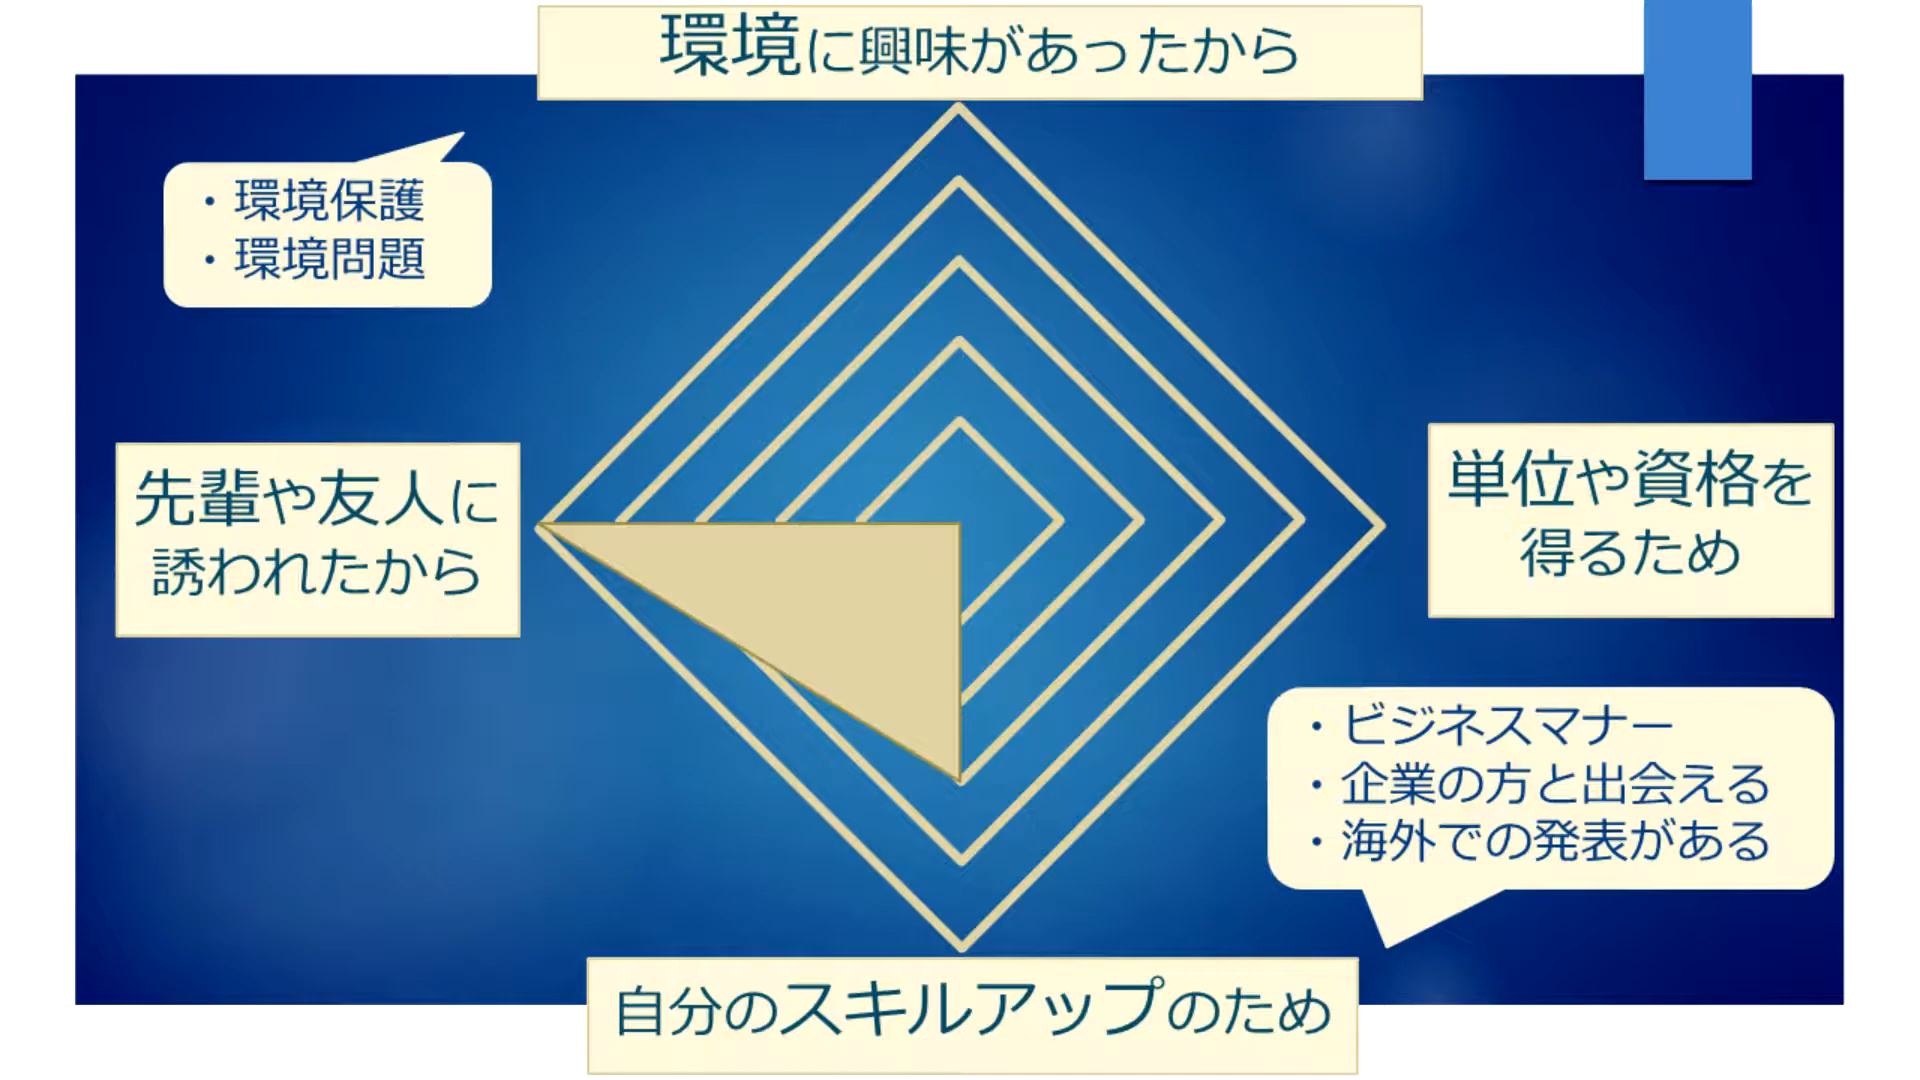 環境に興味があったから
・環境保護
・環境問題
先輩や友人に
誘われたから
単位や資格を
得るため
・ビジネスマナー
・企業の方と出会える
・海外での発表がある
自分のスキルアップのため